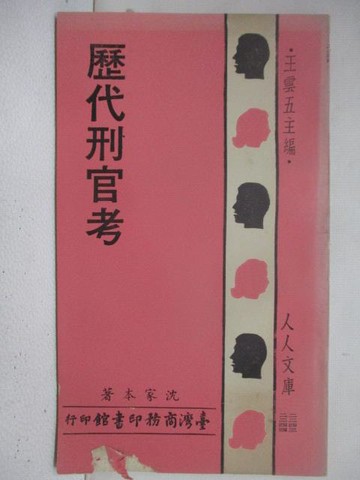 ·王雲五主編·
歷代刑官考
人人文庫
沈家本著
臺灣商務印書館印行